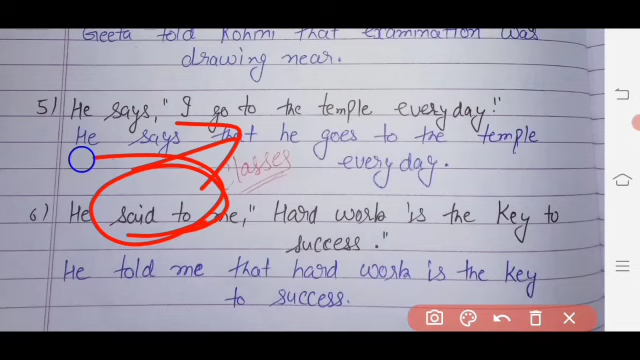 Geeta told Rohmi that examination was
drawing near.
5) He says, "I go to the temple everyday!"
He says that he goes to the temple
everyday.
classes
6) He said to me, "Hard work is the key to
success."
He told me that hard work is the key
to success.